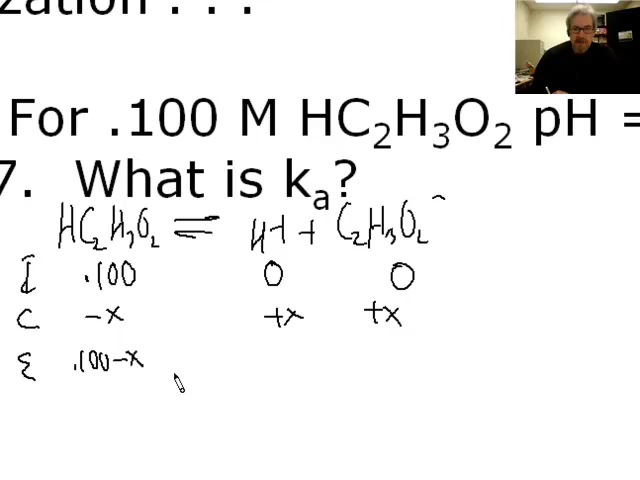 zation . . .
For .100 M HC₂H₃O₂ pH =
7. What is kₐ?
HC₂H₃O₂ ⇌ H+ + C₂H₃O₂⁻
I .100 0 0
C -x +x +x
E .100-x